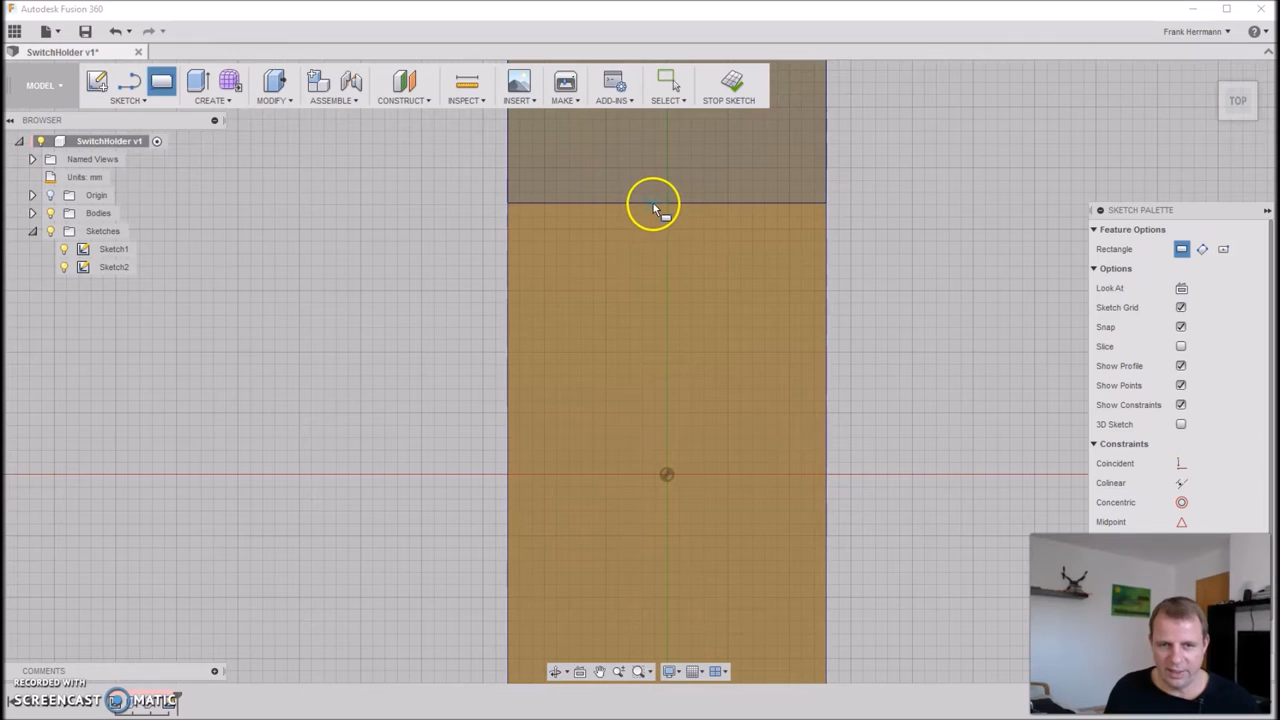 Autodesk Fusion 360
Frank Herrmann
SwitchHolder v1*
MODEL
SKETCH
CREATE
MODIFY
ASSEMBLE
CONSTRUCT
INSPECT
INSERT
MAKE
ADD-INS
SELECT
STOP SKETCH
TOP
BROWSER
SwitchHolder v1
Named Views
Units: mm
Origin
Bodies
Sketches
Sketch1
Sketch2
SKETCH PALETTE
Feature Options
Rectangle
Options
Look At
Sketch Grid
Snap
Slice
Show Profile
Show Points
Show Constraints
3D Sketch
Constraints
Coincident
Colinear
Concentric
Midpoint
COMMENTS
RECORDED WITH
SCREENCAST MATIC